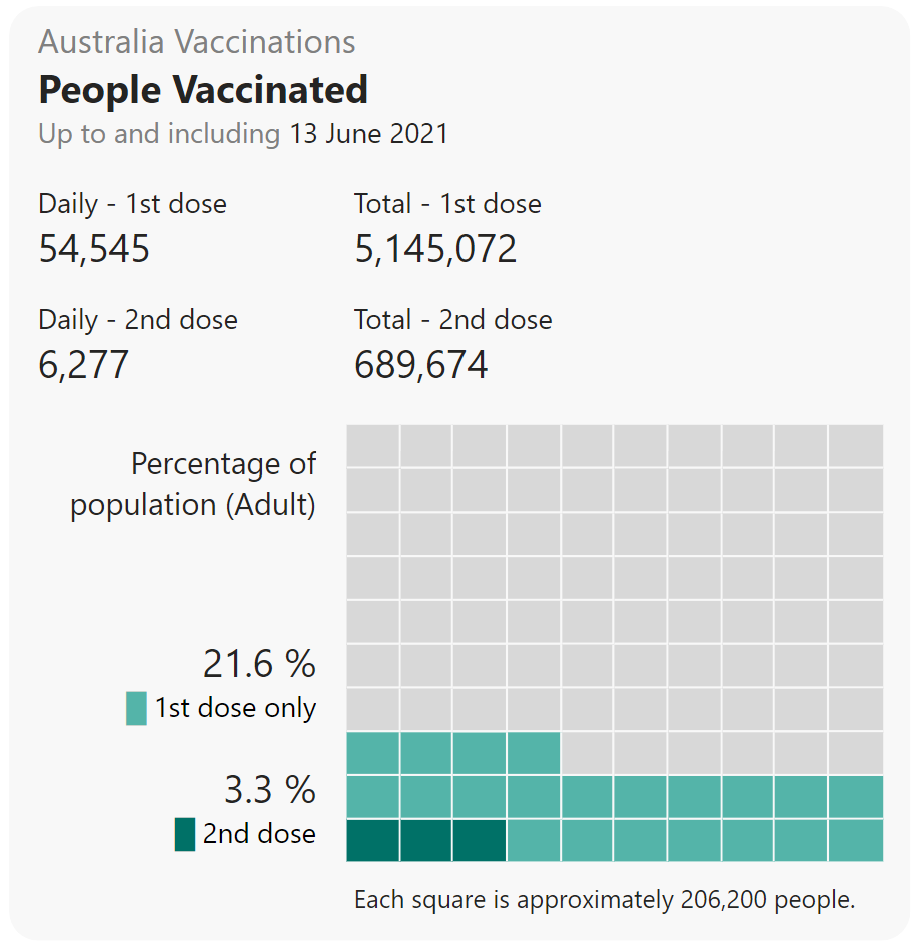 Australia Vaccinations
People Vaccinated
Up to and including 13 June 2021
Daily - 1st dose
54,545
Total - 1st dose
5,145,072
Daily - 2nd dose
6,277
Total - 2nd dose
689,674
Percentage of
population (Adult)
21.6 %
1st dose only
3.3 %
2nd dose
Each square is approximately 206,200 people.